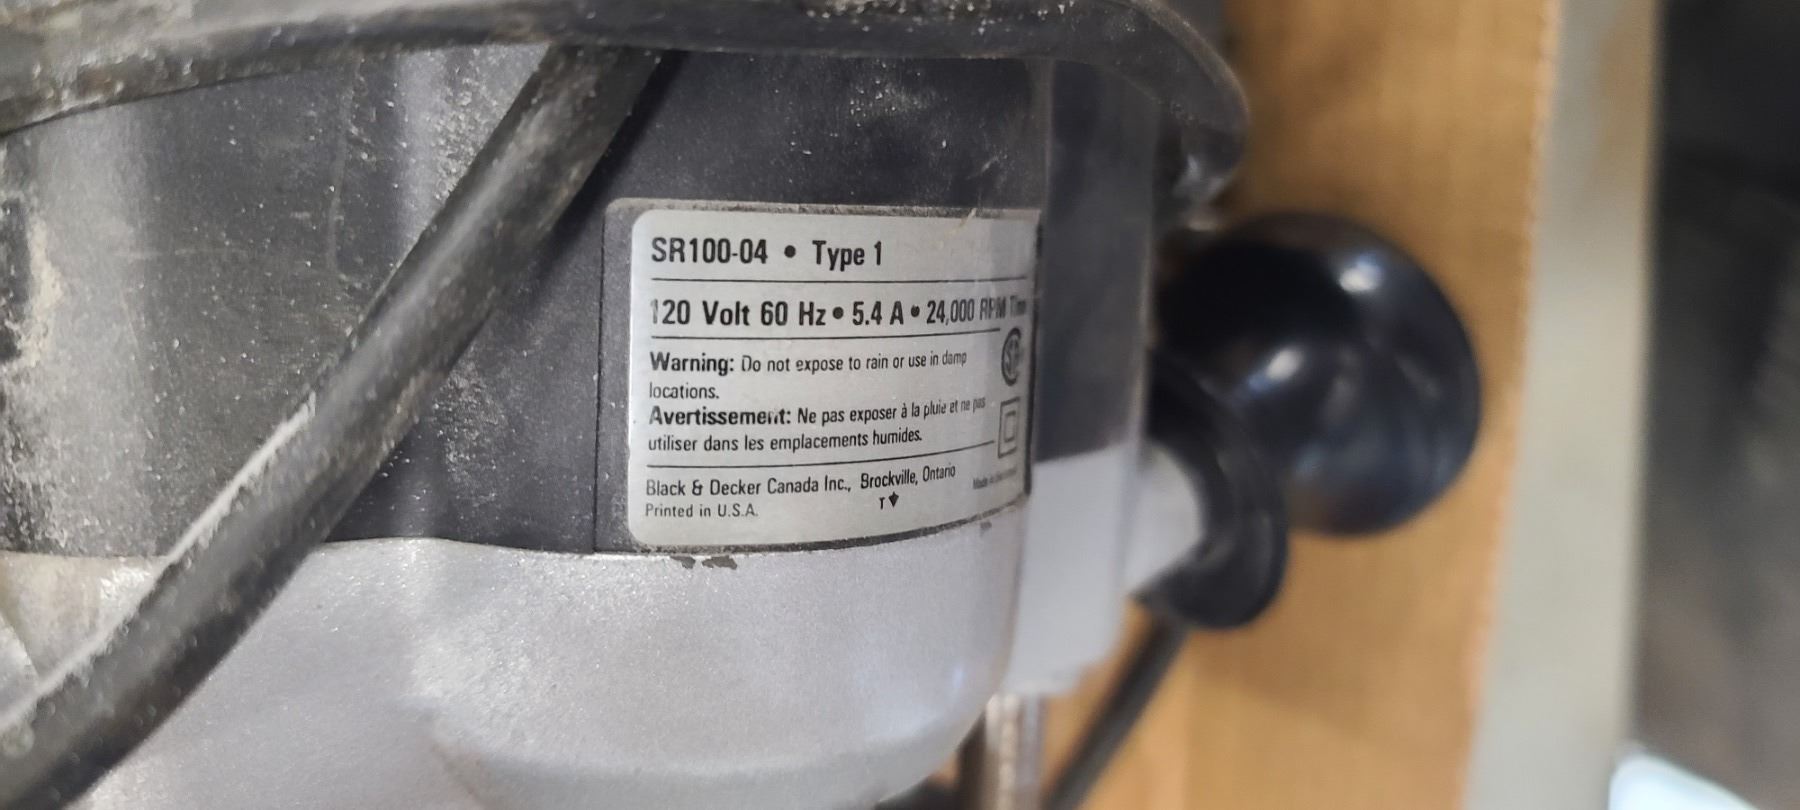 SR100-04 • Type 1
120 Volt 60 Hz • 5.4 A • 24,000 RPM
Warning: Do not expose to rain or use in damp
locations.
Avertissement: Ne pas exposer à la pluie et ne pas
utiliser dans les emplacements humides.
Black & Decker Canada Inc., Brockville, Ontario
Printed in U.S.A.
T